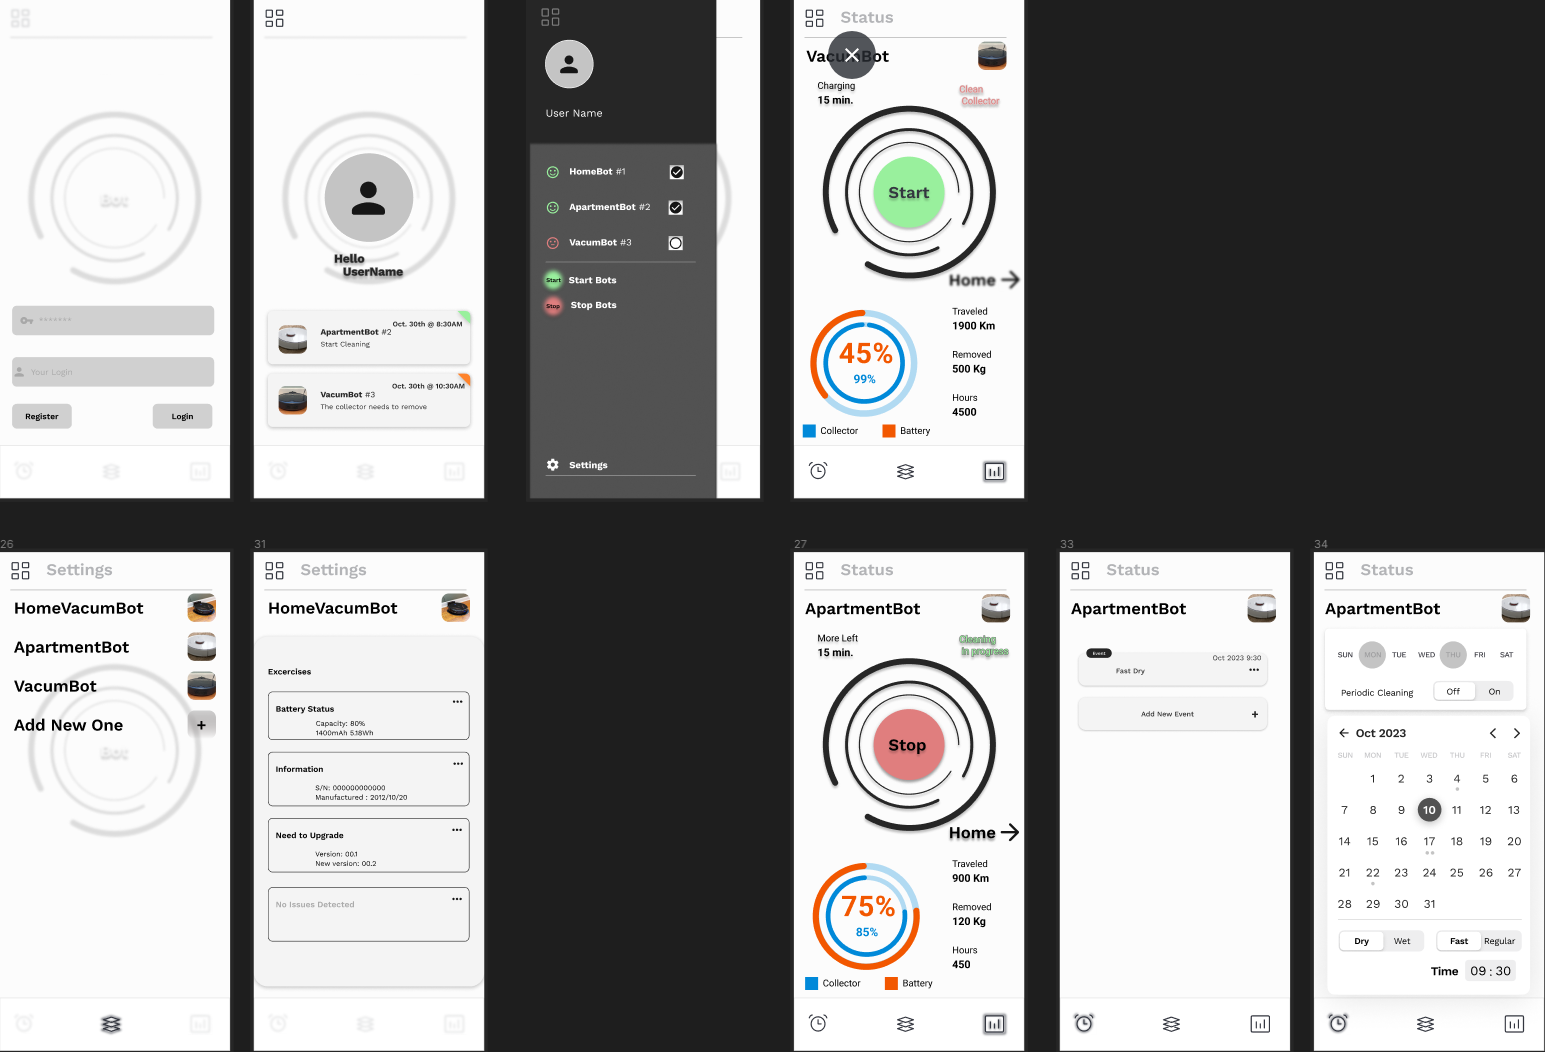 Bot
*******
Your Login
Register
Login
Hello
UserName
Oct. 30th @ 8:30AM
ApartmentBot #2
Start Cleaning
Oct. 30th @ 10:30AM
VacumBot #3
The collector needs to remove
User Name
HomeBot #1
ApartmentBot #2
VacumBot #3
Start
Start Bots
Stop
Stop Bots
Settings
Status
VacumBot
Charging
15 min.
Clean
Collector
Start
Home
Traveled
1900 Km
45%
99%
Removed
500 Kg
Hours
4500
Collector
Battery
26
Settings
HomeVacumBot
ApartmentBot
VacumBot
Add New One
+
Bot
31
Settings
HomeVacumBot
Excercises
Battery Status
Capacity: 80%
1400mAh 5.18Wh
Information
S/N: 000000000000
Manufactured : 2012/10/20
Need to Upgrade
Version: 00.1
New version: 00.2
No Issues Detected
27
Status
ApartmentBot
More Left
15 min.
Cleaning
in progress
Stop
Home
Traveled
900 Km
75%
85%
Removed
120 Kg
Hours
450
Collector
Battery
33
Status
ApartmentBot
Event
Oct 2023 9:30
Fast Dry
Add New Event
+
34
Status
ApartmentBot
SUN MON TUE WED THU FRI SAT
Periodic Cleaning Off On
Oct 2023
SUN MON TUE WED THU FRI SAT
1 2 3 4 5 6
7 8 9 10 11 12 13
14 15 16 17 18 19 20
21 22 23 24 25 26 27
28 29 30 31
Dry Wet Fast Regular
Time 09 : 30